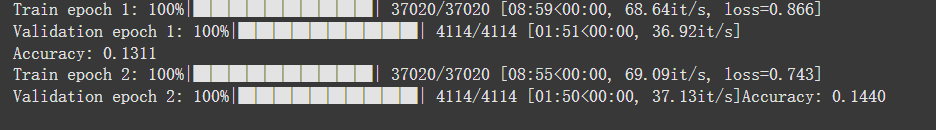 Train epoch 1: 100%|██████████| 37020/37020 [08:59<00:00, 68.64it/s, loss=0.866]
Validation epoch 1: 100%|██████████| 4114/4114 [01:51<00:00, 36.92it/s]
Accuracy: 0.1311
Train epoch 2: 100%|██████████| 37020/37020 [08:55<00:00, 69.09it/s, loss=0.743]
Validation epoch 2: 100%|██████████| 4114/4114 [01:50<00:00, 37.13it/s]Accuracy: 0.1440